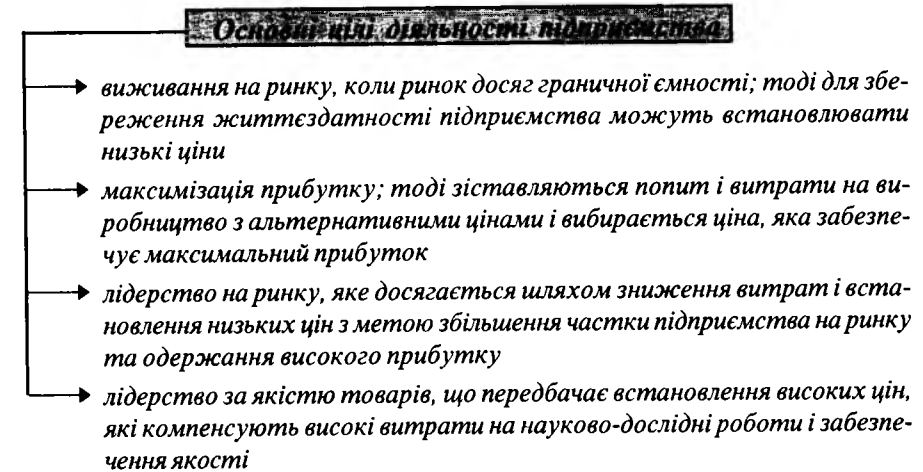 Основні цілі діяльності підприємства
виживання на ринку, коли ринок досяг граничної ємності; тоді для збе-
реження життєздатності підприємства можуть встановлювати
низькі ціни
максимізація прибутку; тоді зіставляються попит і витрати на ви-
робництво з альтернативними цінами і вибирається ціна, яка забезпе-
чує максимальний прибуток
лідерство на ринку, яке досягається шляхом зниження витрат і вста-
новлення низьких цін з метою збільшення частки підприємства на ринку
та одержання високого прибутку
лідерство за якістю товарів, що передбачає встановлення високих цін,
які компенсують високі витрати на науково-дослідні роботи і забезпе-
чення якості